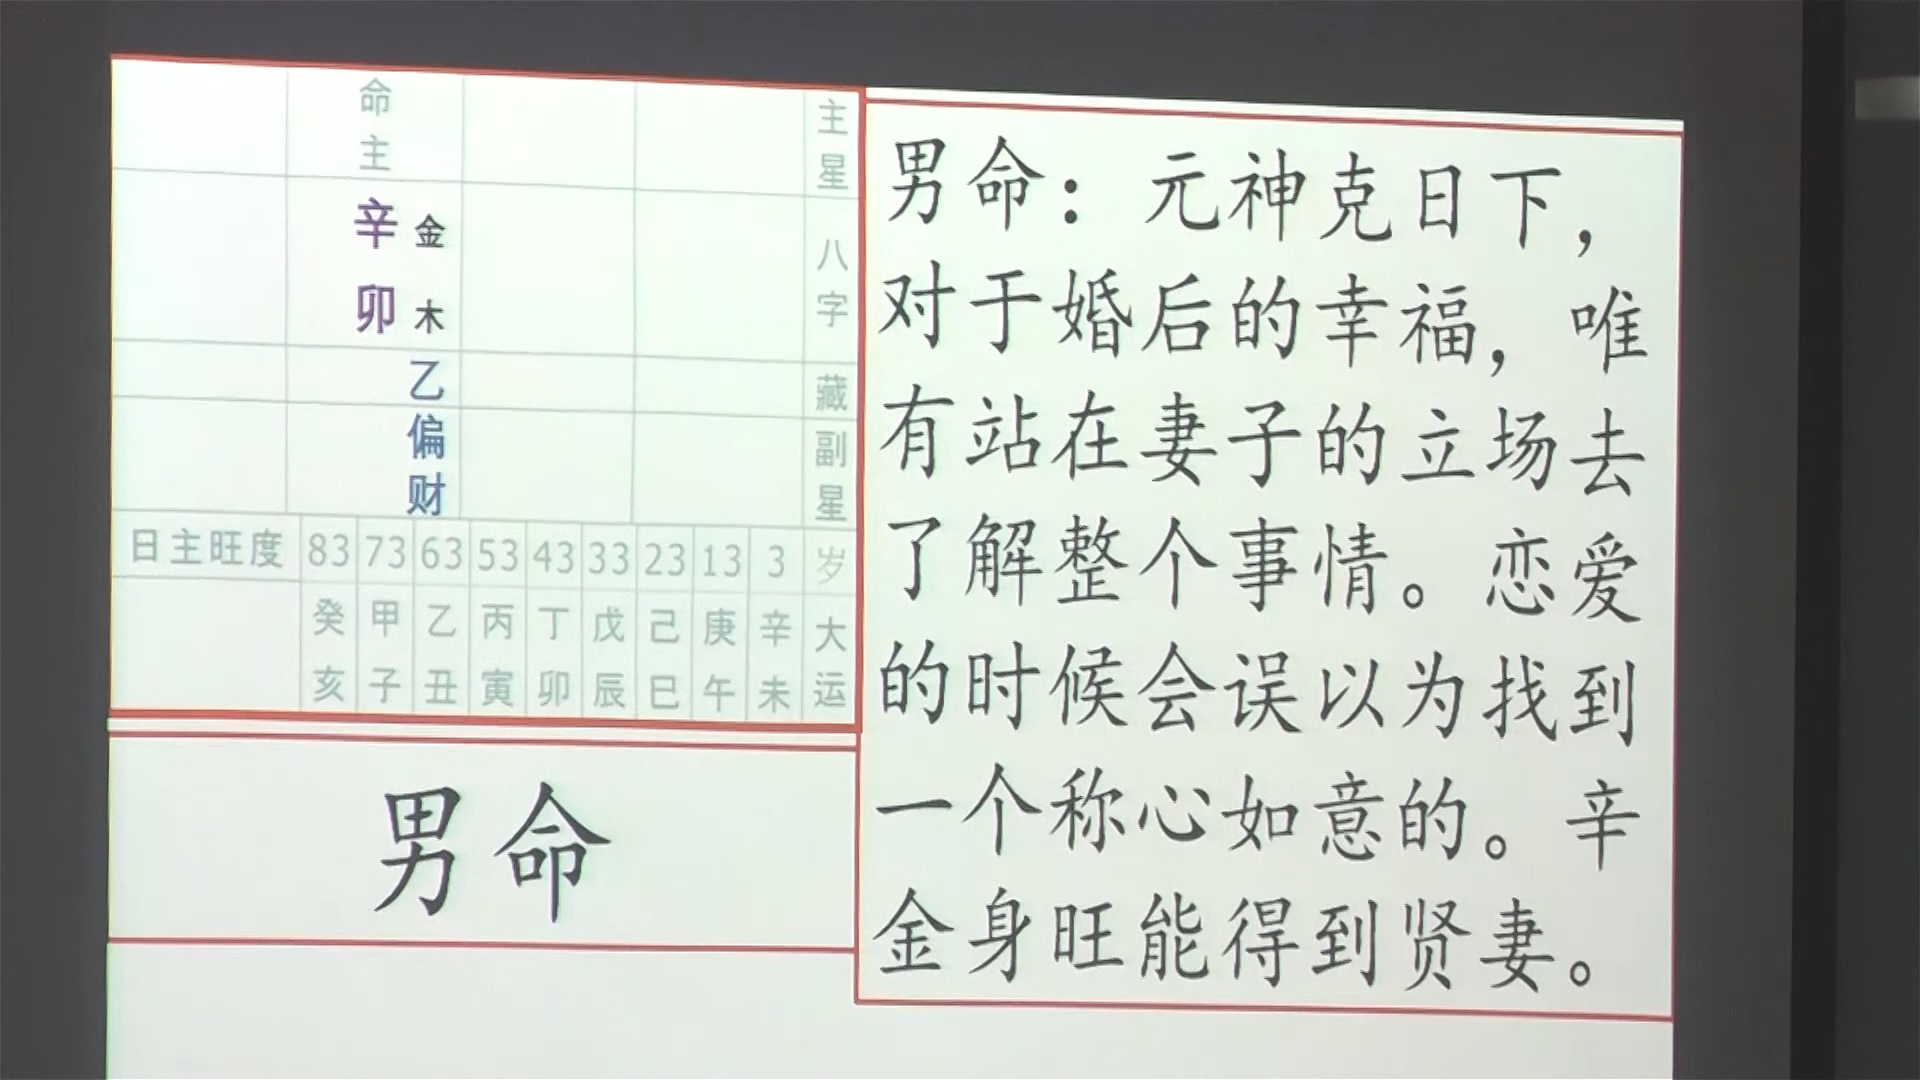 命主 主星
辛 金 八字
卯 木
乙 藏
偏财 副星
日主旺度 83 73 63 53 43 33 23 13 3 岁
癸 甲 乙 丙 丁 戊 己 庚 辛 大
亥 子 丑 寅 卯 辰 巳 午 未 运
男命
男命：元神克日下，
对于婚后的幸福，唯
有站在妻子的立场去
了解整个事情。恋爱
的时候会误以为找到
一个称心如意的。辛
金身旺能得到贤妻。